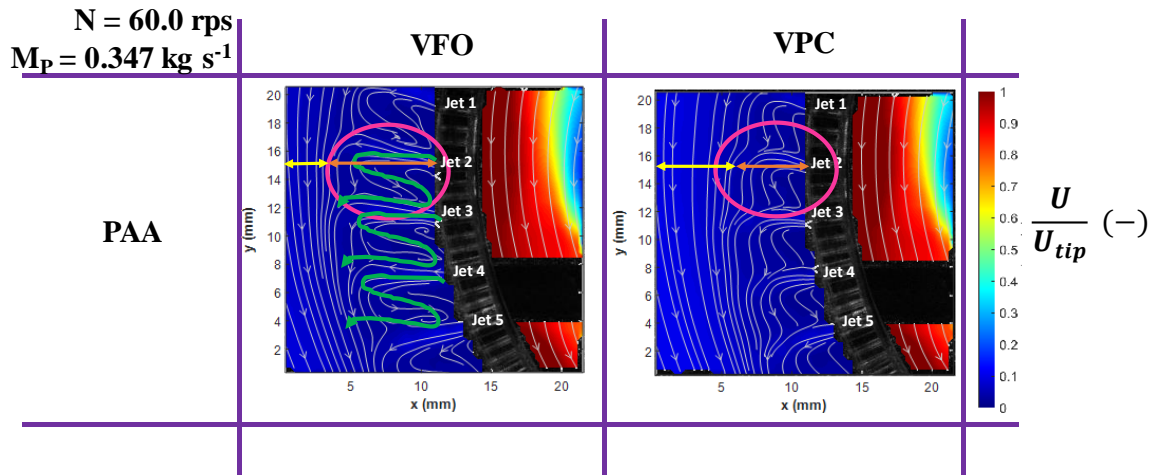 N = 60.0 rps
M_P = 0.347 kg s⁻¹
VFO
VPC
PAA
20
18
16
14
12
10
8
6
4
2
y (mm)
5
10
15
20
x (mm)
Jet 1
Jet 2
Jet 3
Jet 4
Jet 5
20
18
16
14
12
10
8
6
4
2
y (mm)
5
10
15
20
x (mm)
Jet 1
Jet 2
Jet 3
Jet 4
Jet 5
1
0.9
0.8
0.7
0.6
0.5
0.4
0.3
0.2
0.1
0
U/U_tip (−)